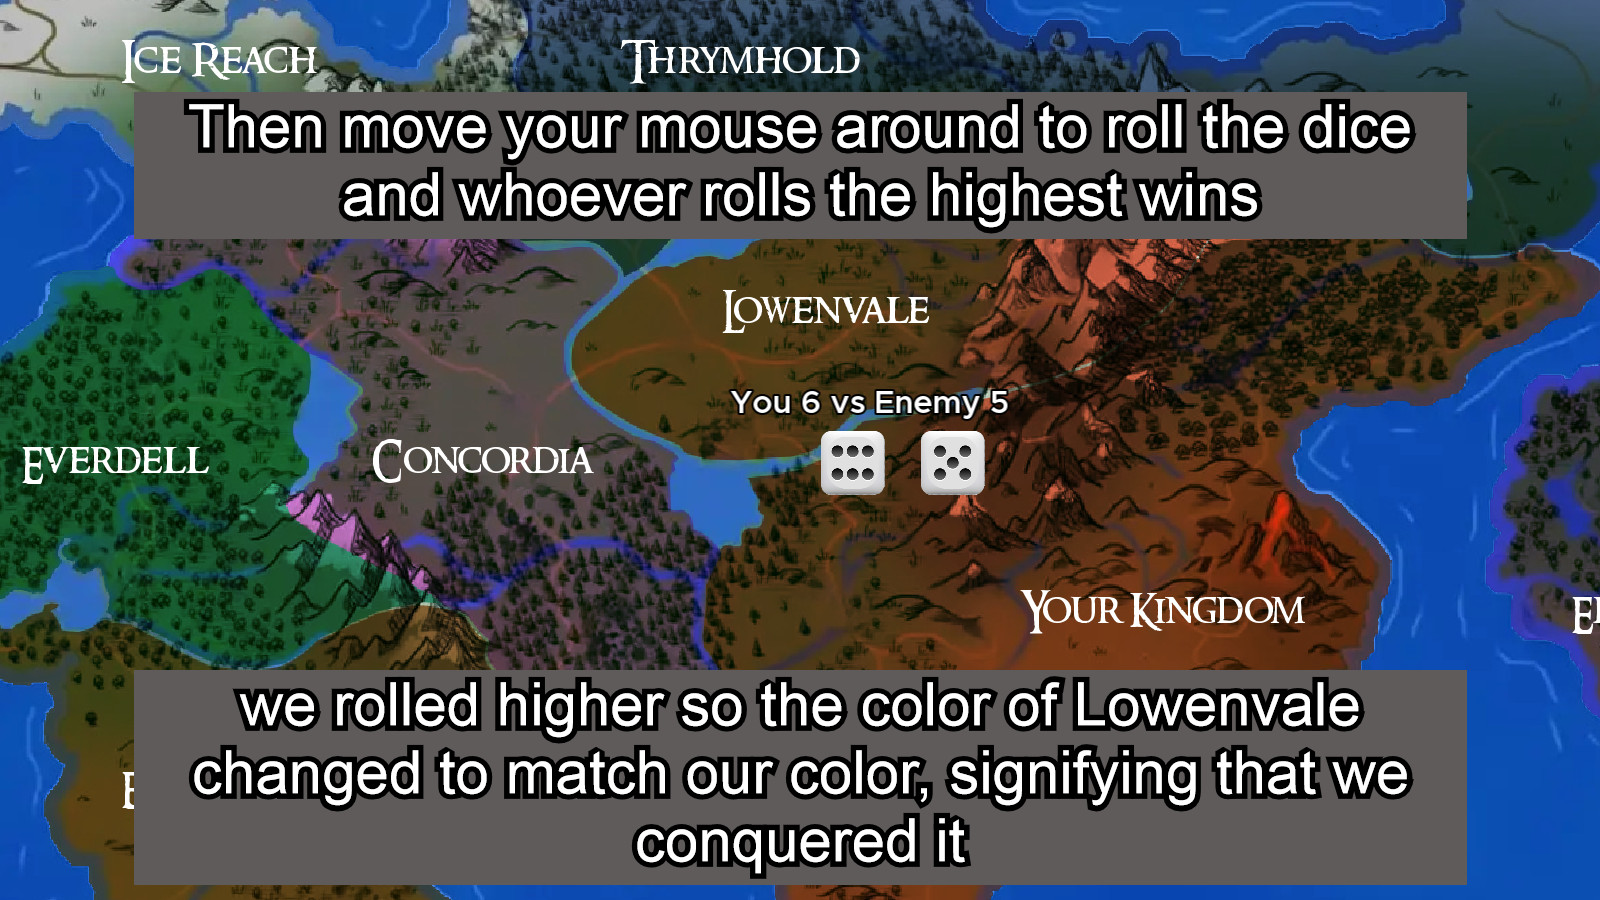 Ice Reach
Thrymhold
Then move your mouse around to roll the dice
and whoever rolls the highest wins
Lowenvale
You 6 vs Enemy 5
Everdell
Concordia
Your Kingdom
we rolled higher so the color of Lowenvale
changed to match our color, signifying that we
conquered it